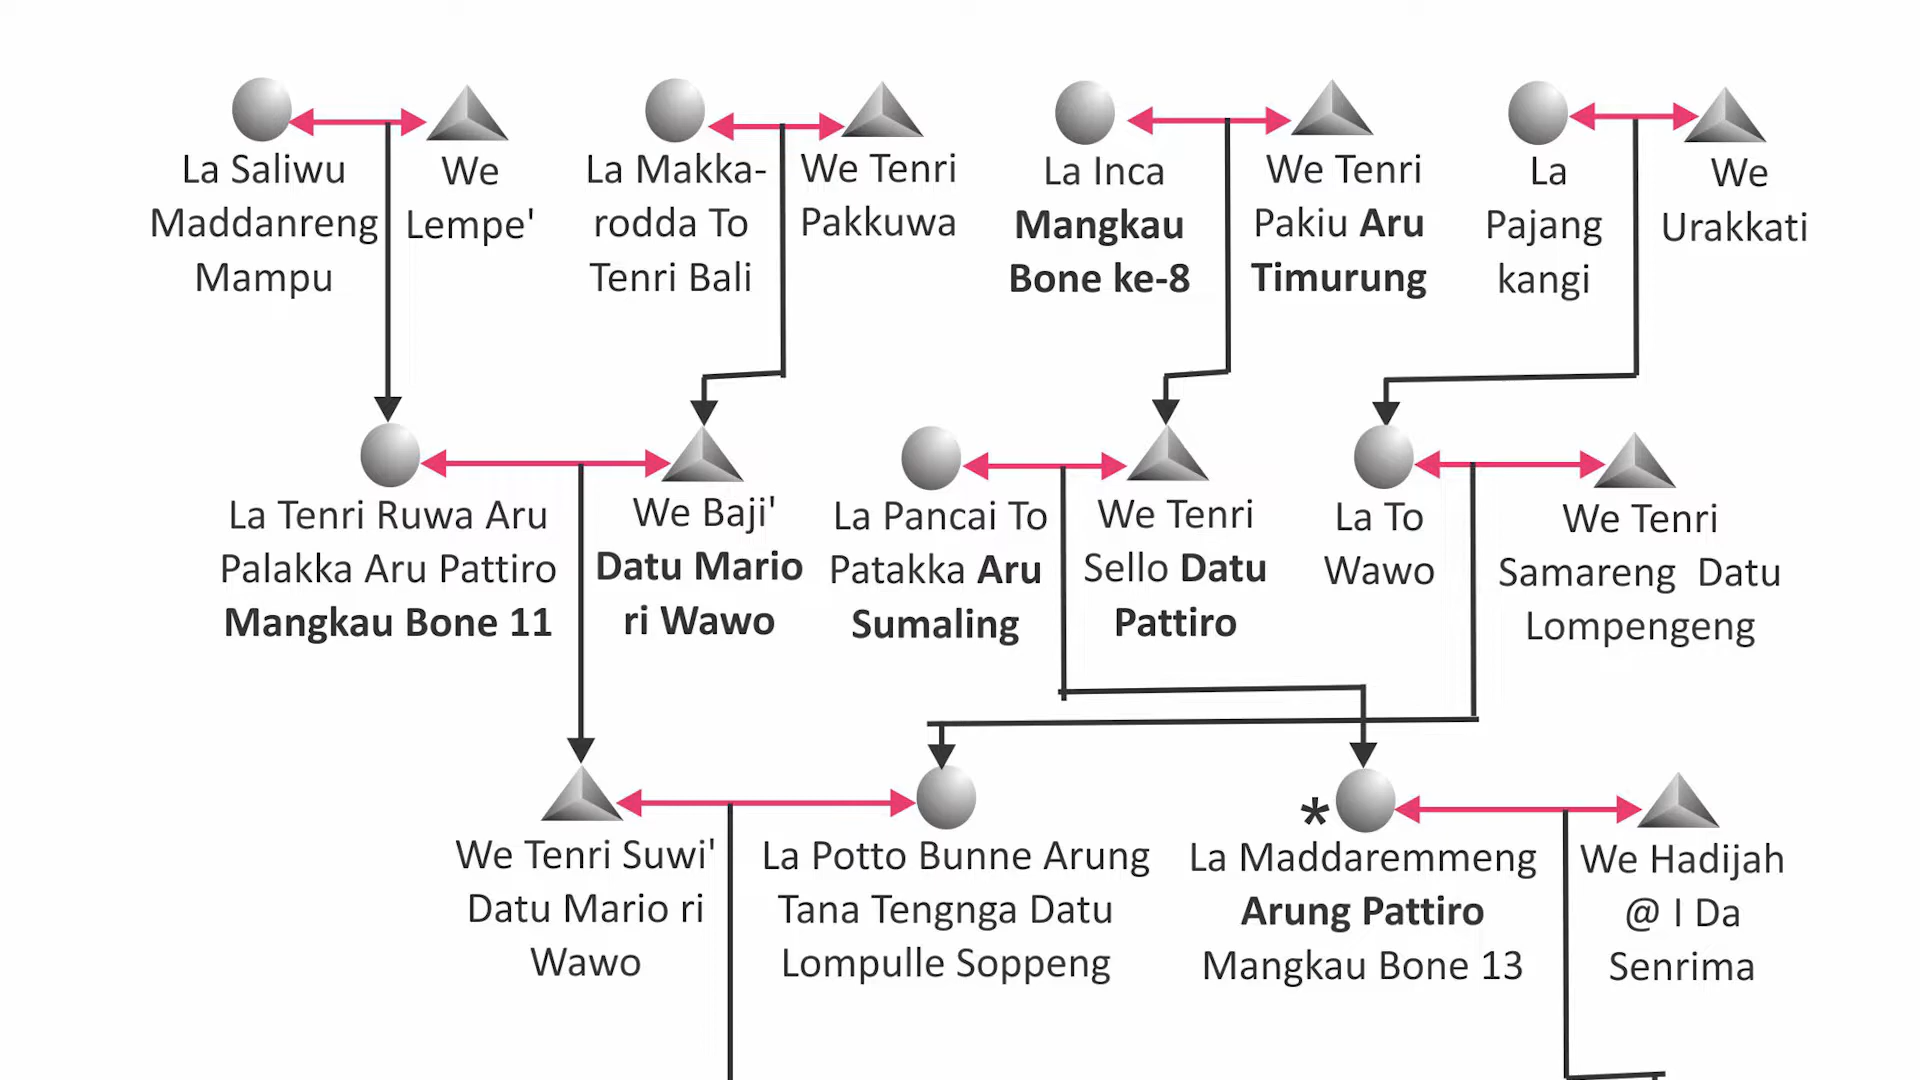 La Saliwu
Maddanreng
Mampu
We
Lempe'
La Makka-
rodda To
Tenri Bali
We Tenri
Pakkuwa
La Inca
Mangkau
Bone ke-8
We Tenri
Pakiu Aru
Timurung
La
Pajang
kangi
We
Urakkati
La Tenri Ruwa Aru
Palakka Aru Pattiro
Mangkau Bone 11
We Baji'
Datu Mario
ri Wawo
La Pancai To
Patakka Aru
Sumaling
We Tenri
Sello Datu
Pattiro
La To
Wawo
We Tenri
Samareng Datu
Lompengeng
We Tenri Suwi'
Datu Mario ri
Wawo
La Potto Bunne Arung
Tana Tengnga Datu
Lompulle Soppeng
*
La Maddaremmeng
Arung Pattiro
Mangkau Bone 13
We Hadijah
@ I Da
Senrima